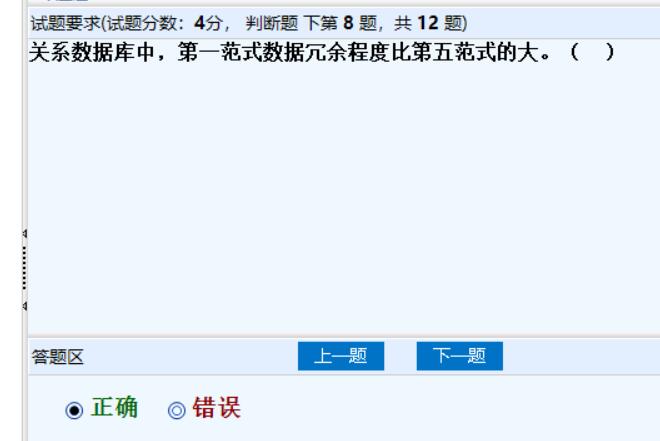 试题要求(试题分数：4分， 判断题 下第 8 题，共 12 题)
关系数据库中，第一范式数据冗余程度比第五范式的大。（ ）
答题区
上一题
下一题
正确
错误